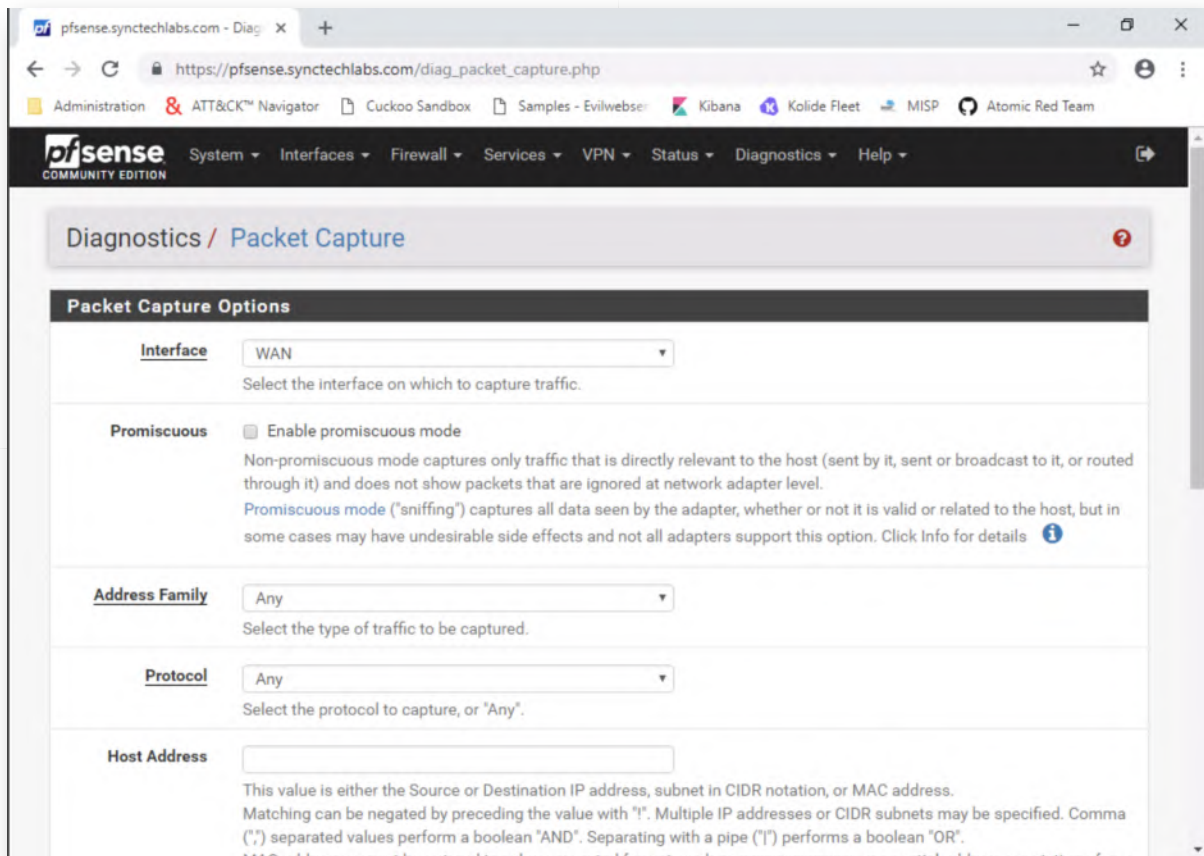 pfsense.synctechlabs.com - Diag
https://pfsense.synctechlabs.com/diag_packet_capture.php
Administration & ATT&CK™ Navigator Cuckoo Sandbox Samples - Evilwebser Kibana Kolide Fleet MISP Atomic Red Team
pfsense System Interfaces Firewall Services VPN Status Diagnostics Help
COMMUNITY EDITION
Diagnostics / Packet Capture
Packet Capture Options
Interface WAN
Select the interface on which to capture traffic.
Promiscuous Enable promiscuous mode
Non-promiscuous mode captures only traffic that is directly relevant to the host (sent by it, sent or broadcast to it, or routed
through it) and does not show packets that are ignored at network adapter level.
Promiscuous mode ("sniffing") captures all data seen by the adapter, whether or not it is valid or related to the host, but in
some cases may have undesirable side effects and not all adapters support this option. Click Info for details
Address Family Any
Select the type of traffic to be captured.
Protocol Any
Select the protocol to capture, or "Any".
Host Address
This value is either the Source or Destination IP address, subnet in CIDR notation, or MAC address.
Matching can be negated by preceding the value with "!". Multiple IP addresses or CIDR subnets may be specified. Comma
(",") separated values perform a boolean "AND". Separating with a pipe ("|") performs a boolean "OR".